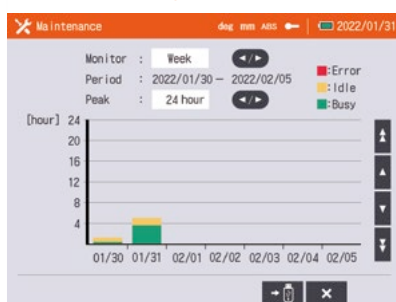 Maintenance deg mm ABS 2022/01/31
Monitor : Week
Period : 2022/01/30 - 2022/02/05
Peak : 24 hour
:Error
:Idle
:Busy
[hour] 24
20
16
12
8
4
01/30 01/31 02/01 02/02 02/03 02/04 02/05